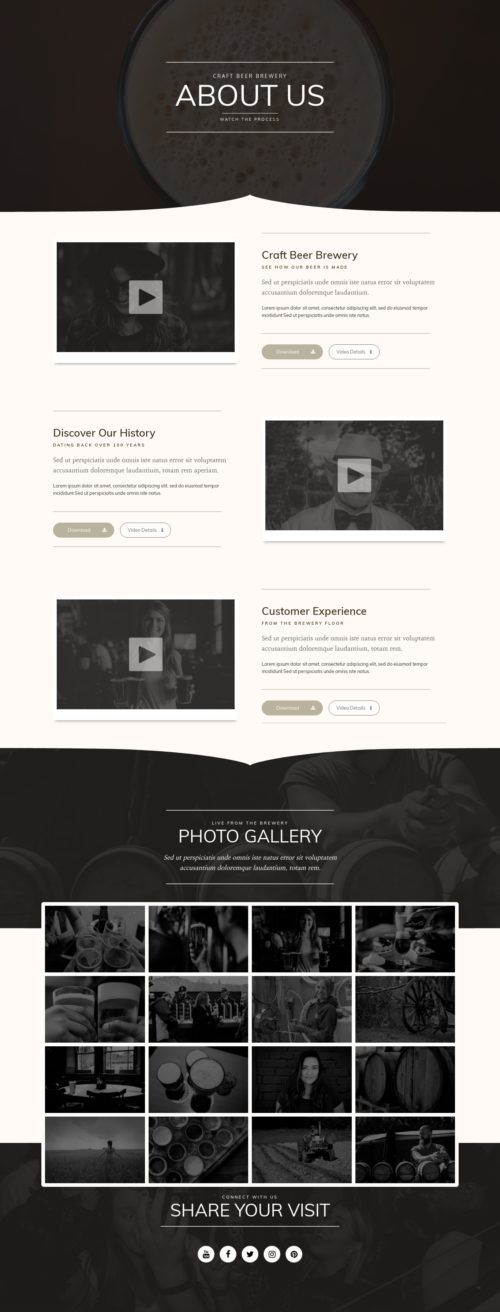 CRAFT BEER BREWERY
ABOUT US
WATCH THE PROCESS
Craft Beer Brewery
SEE HOW OUR BEER IS MADE
Sed ut perspiciatis unde omnis iste natus error sit voluptatem
accusantium doloremque laudantium.
Lorem ipsum dolor sit amet, consectetur adipiscing elit, sed do eiusmod tempor
incididunt Sed ut perspiciatis unde omnis iste natus.
Download
Video Details
Discover Our History
DATING BACK OVER 100 YEARS
Sed ut perspiciatis unde omnis iste natus error sit voluptatem
accusantium doloremque laudantium, totam rem aperiam.
Lorem ipsum dolor sit amet, consectetur adipiscing elit, sed do eiusmod tempor
incididunt Sed ut perspiciatis unde omnis iste natus.
Download
Video Details
Customer Experience
FROM THE BREWERY FLOOR
Sed ut perspiciatis unde omnis iste natus error sit voluptatem
accusantium doloremque laudantium, totam rem.
Lorem ipsum dolor sit amet, consectetur adipiscing elit, sed do eiusmod tempor
incididunt Sed ut perspiciatis unde omnis iste natus.
Download
Video Details
LIVE FROM THE BREWERY
PHOTO GALLERY
Sed ut perspiciatis unde omnis iste natus error sit voluptatem
accusantium doloremque laudantium, totam rem.
CONNECT WITH US
SHARE YOUR VISIT